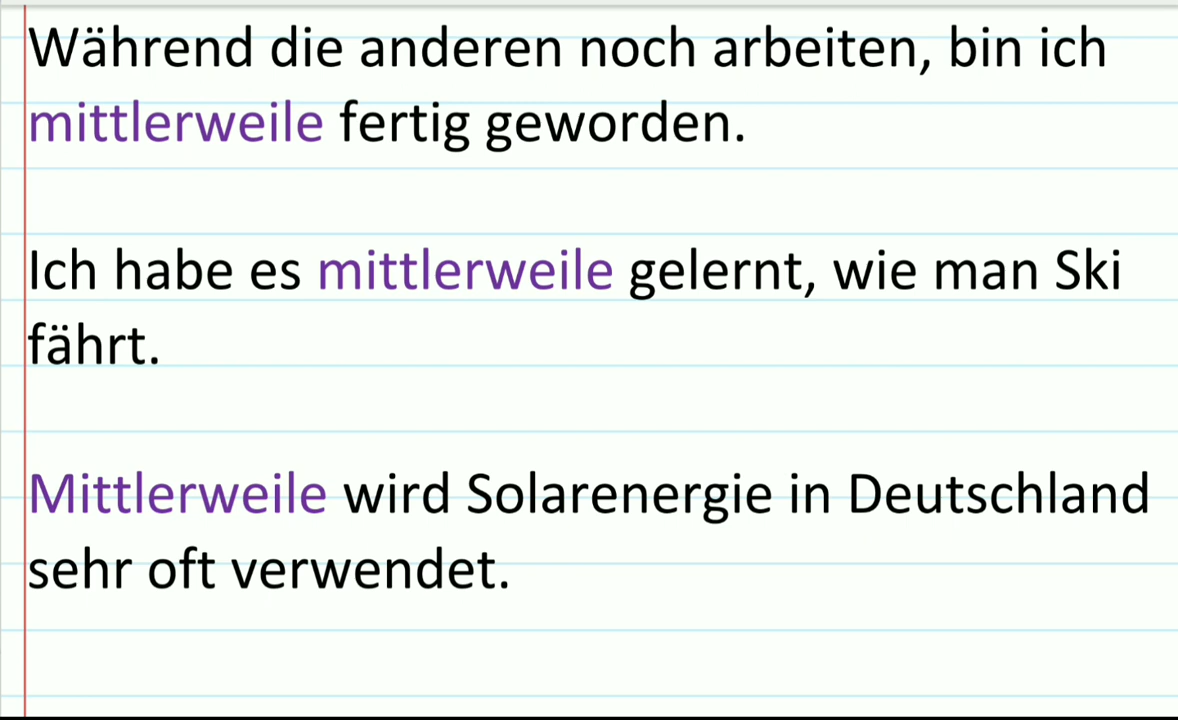 Während die anderen noch arbeiten, bin ich
mittlerweile fertig geworden.
Ich habe es mittlerweile gelernt, wie man Ski
fährt.
Mittlerweile wird Solarenergie in Deutschland
sehr oft verwendet.